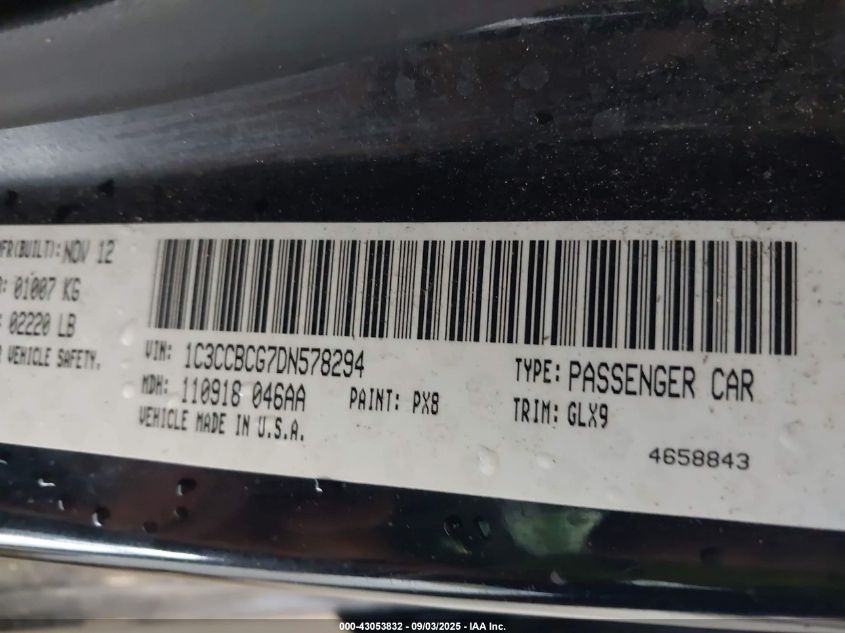 MFR(BUILT): NOV 12
: 01007 KG
: 02220 LB
VEHICLE SAFETY.
VIN: 1C3CCBCG7DN578294
TYPE: PASSENGER CAR
MDH: 110918 046AA
PAINT: PX8
TRIM: GLX9
VEHICLE MADE IN U.S.A.
4658843
000-43053832 - 09/03/2025 - IAA Inc.